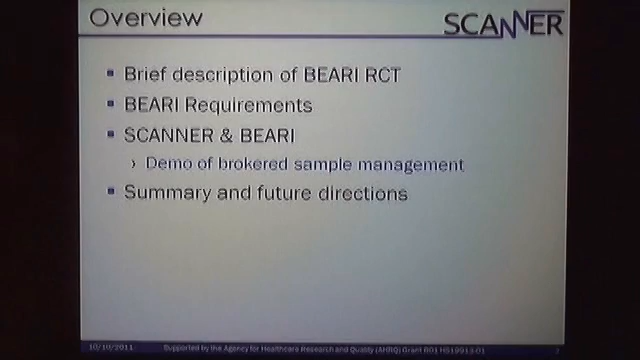 Overview
SCANNER
Brief description of BEARI RCT
BEARI Requirements
SCANNER & BEARI
› Demo of brokered sample management
Summary and future directions
10/10/2011 Supported by the Agency for Healthcare Research and Quality (AHRQ) Grant R01 HS19913-01